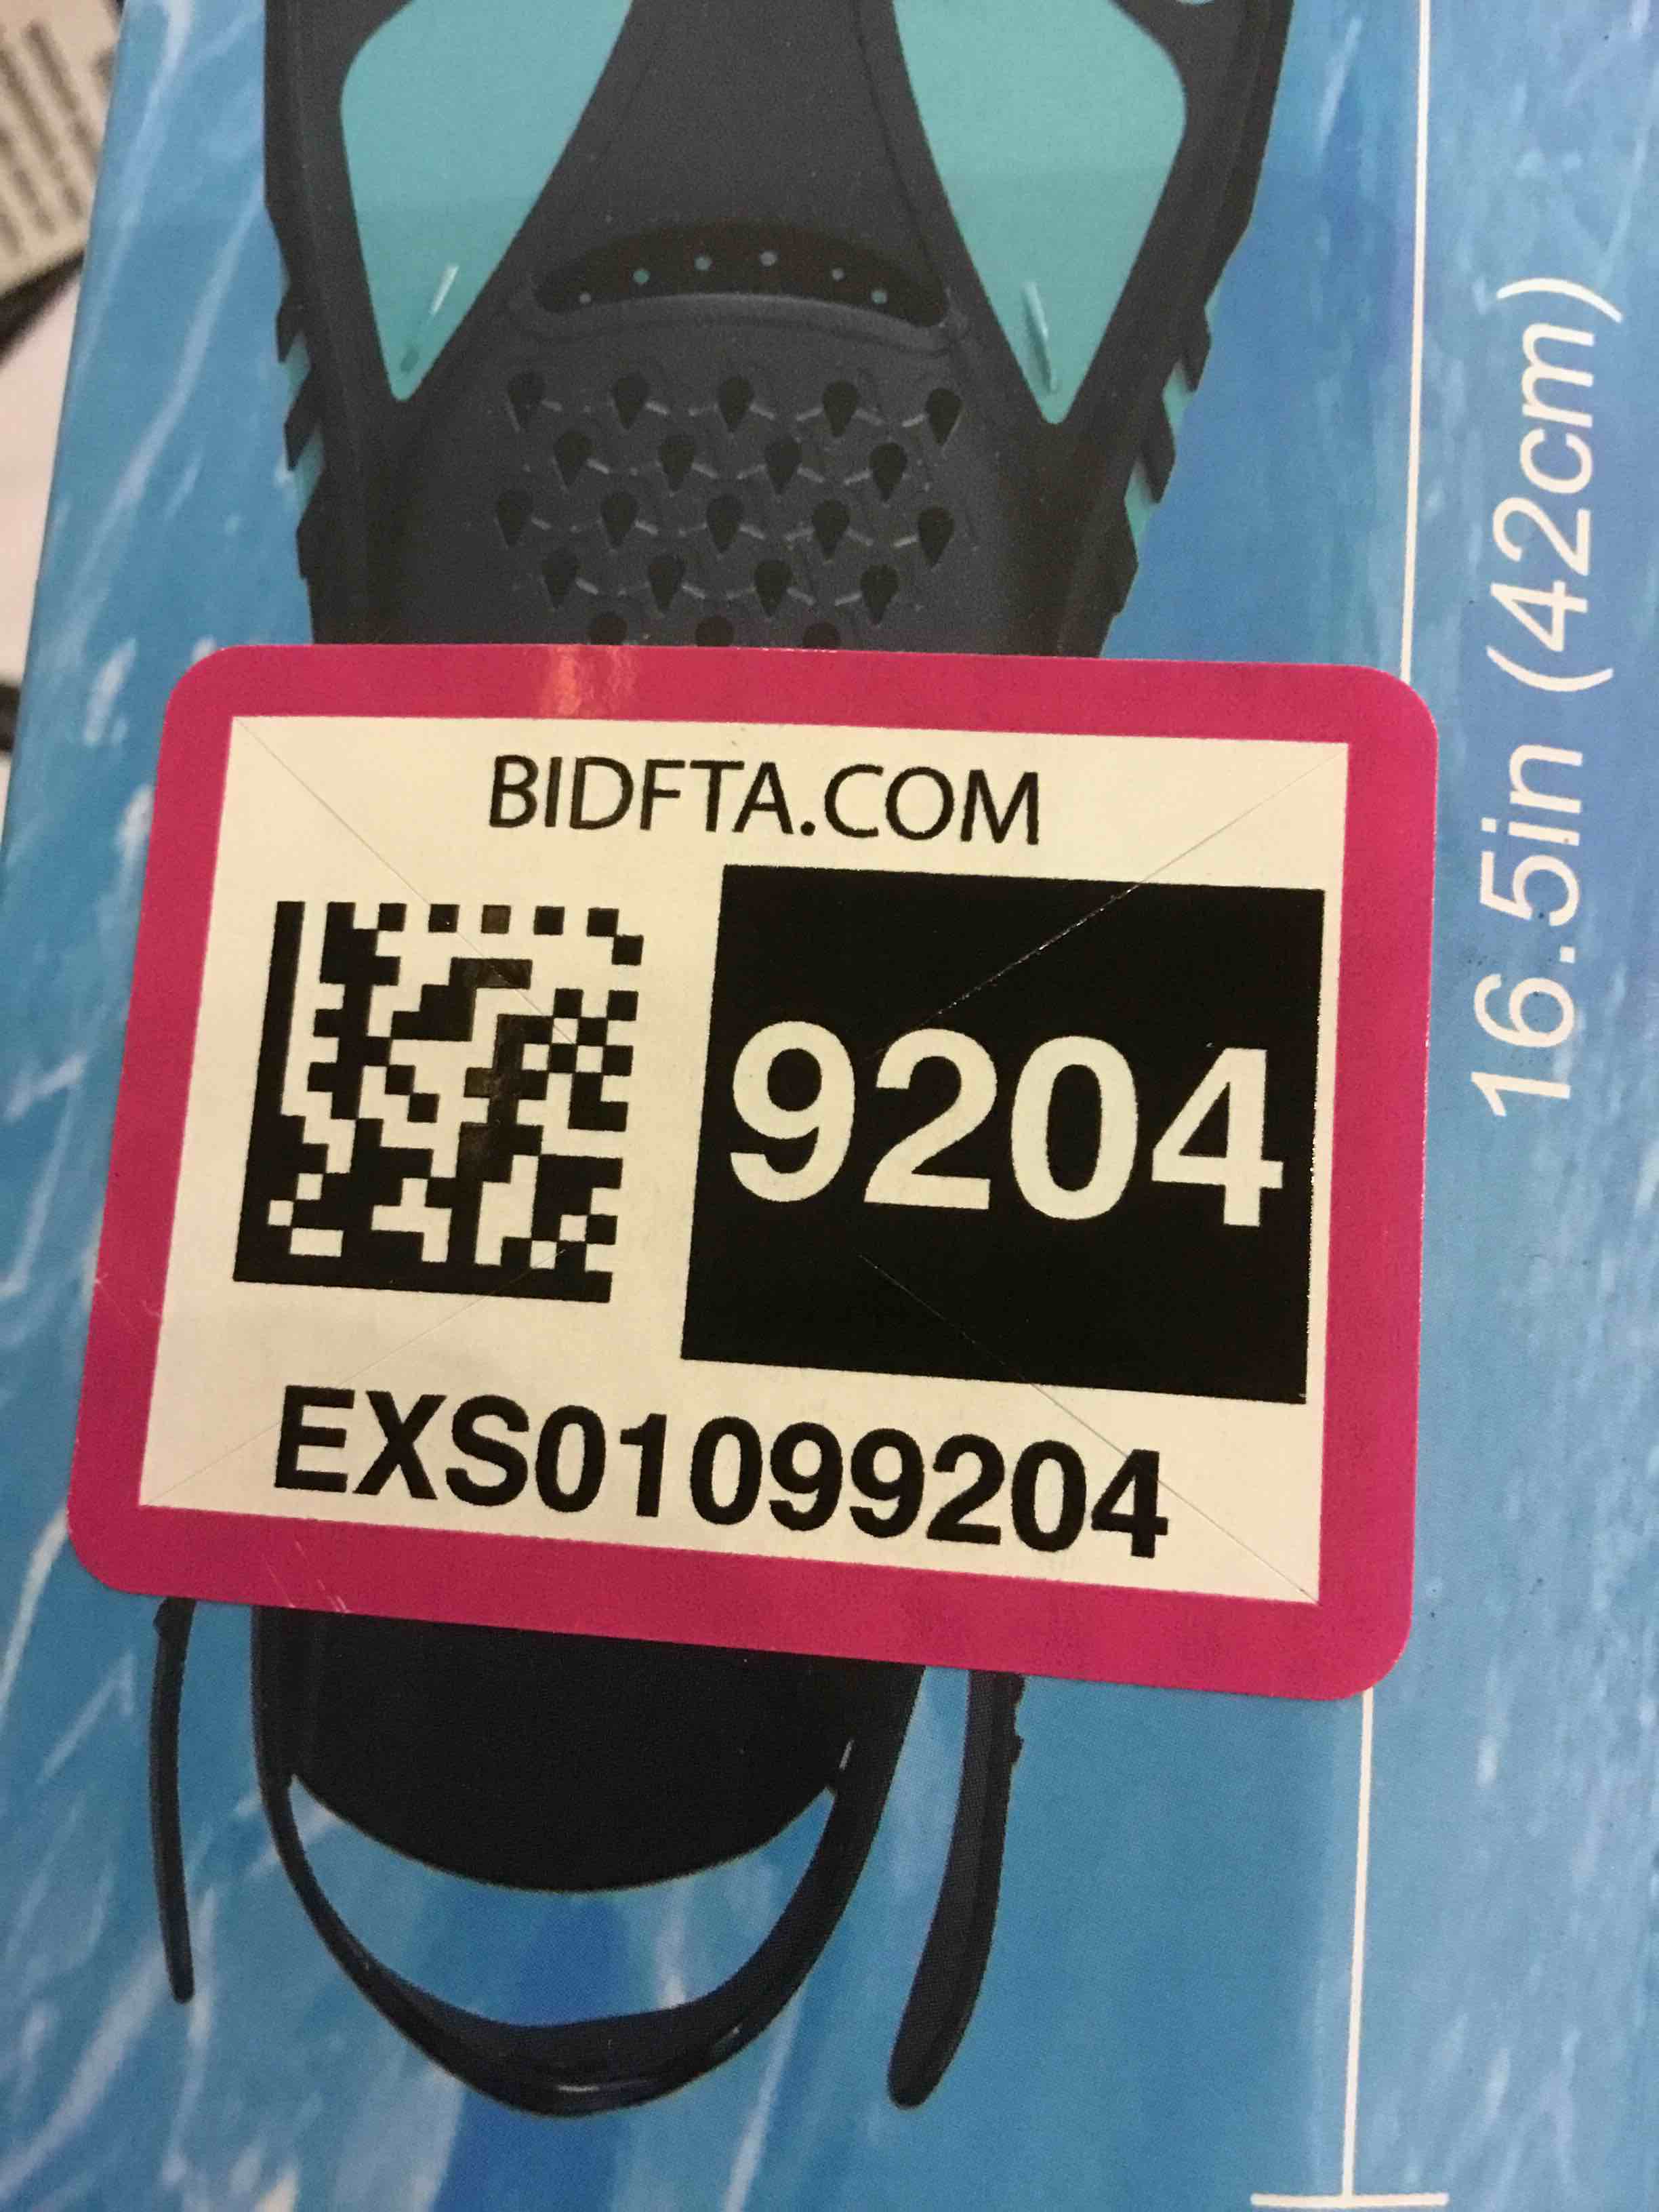 BIDFTA.COM
9204
EXS01099204
16.5in (42cm)